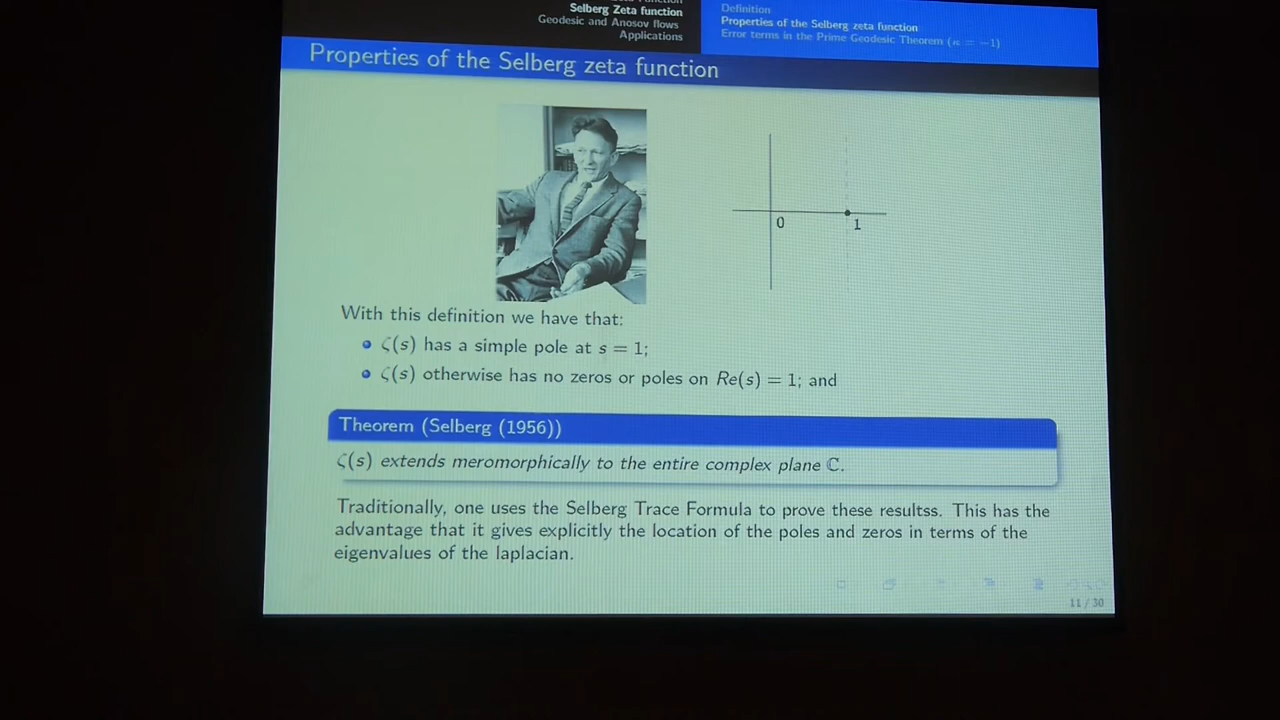 Selberg Zeta function
Geodesic and Anosov flows
Applications
Definition
Properties of the Selberg zeta function
Error terms in the Prime Geodesic Theorem (κ = −1)
Properties of the Selberg zeta function
0
1
With this definition we have that:
ζ(s) has a simple pole at s = 1;
ζ(s) otherwise has no zeros or poles on Re(s) = 1; and
Theorem (Selberg (1956))
ζ(s) extends meromorphically to the entire complex plane ℂ.
Traditionally, one uses the Selberg Trace Formula to prove these resultss. This has the
advantage that it gives explicitly the location of the poles and zeros in terms of the
eigenvalues of the laplacian.
11 / 30